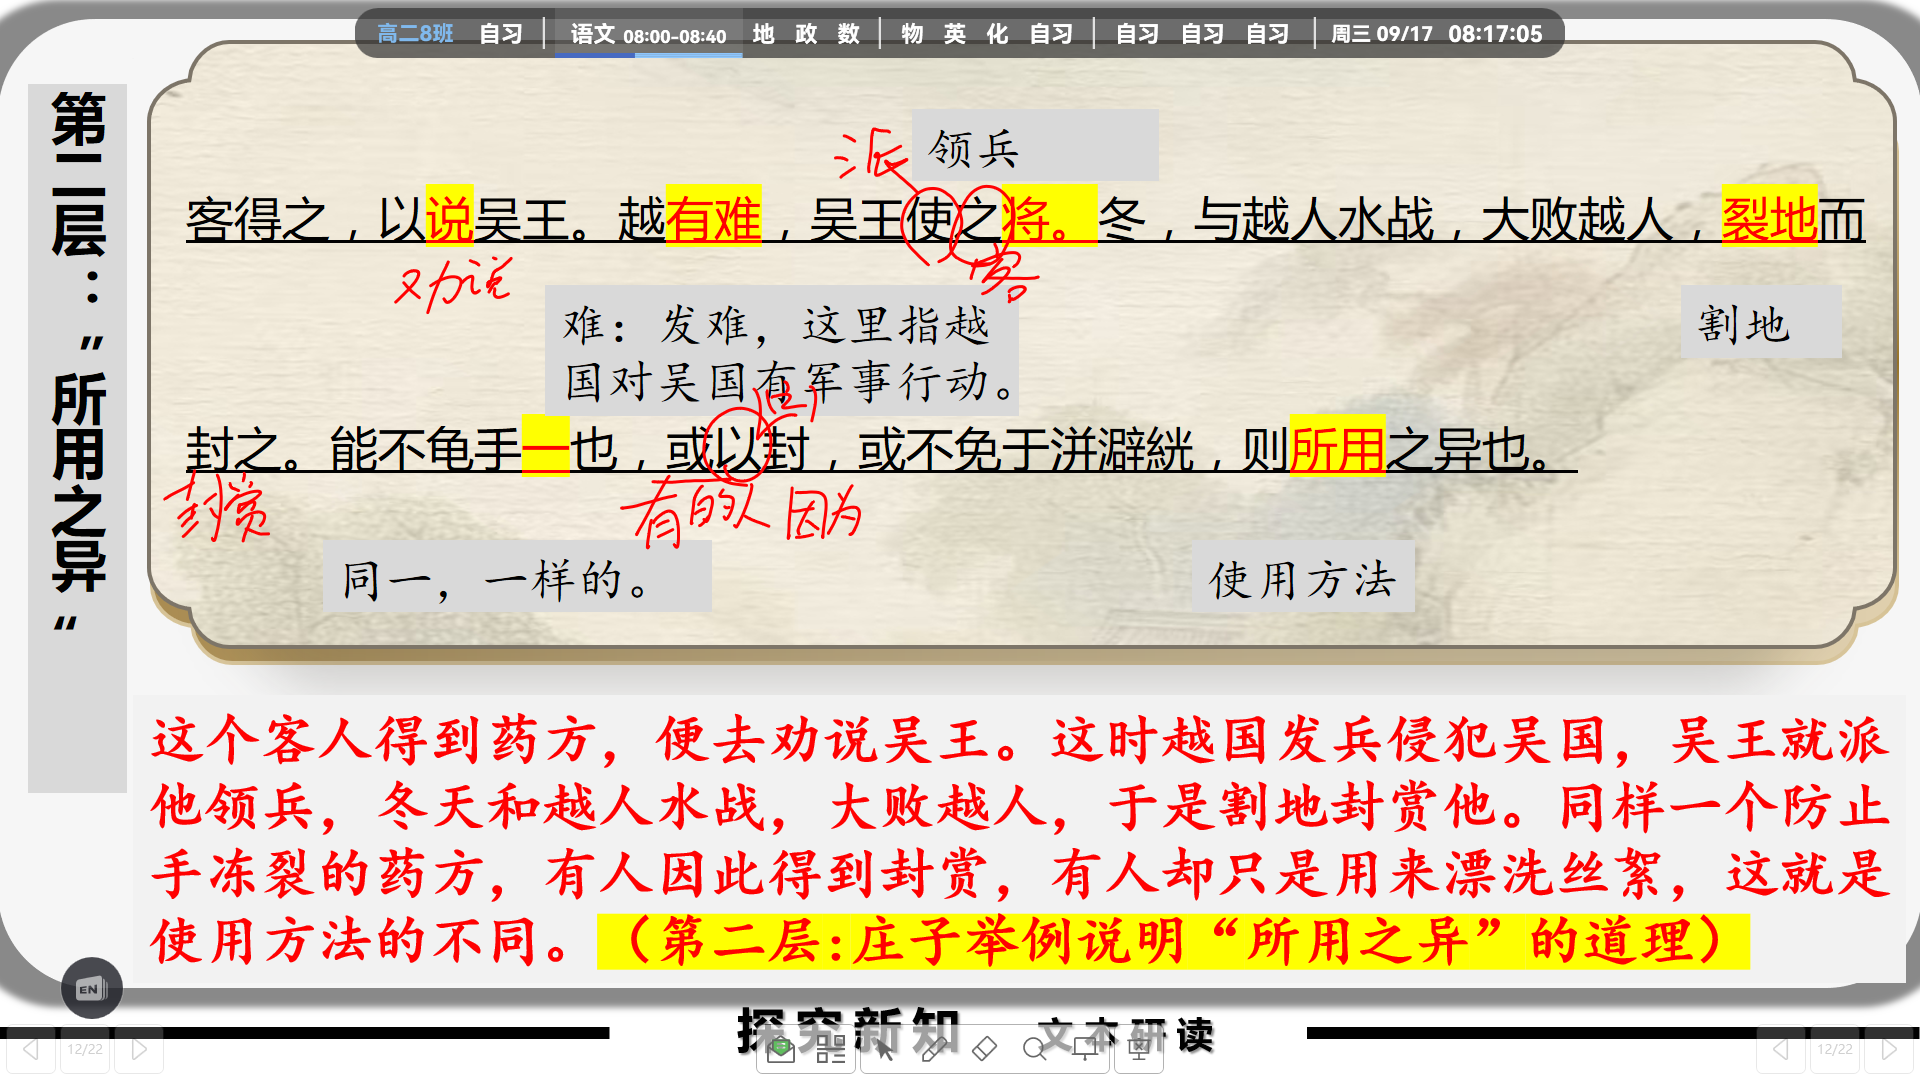 高二8班 自习 语文 08:00-08:40 地 政 数 物 英 化 自习 自习 自习 自习 周三 09/17 08:17:05
第二层："所用之异"
派 领兵
客得之，以说吴王。越有难，吴王使之将。冬，与越人水战，大败越人，裂地而
劝说 客
难：发难，这里指越
国对吴国有军事行动。
割地
封之。能不龟手一也，或以封，或不免于洴澼絖，则所用之异也。
封赏 有的人 因为
同一，一样的。 使用方法
这个客人得到药方，便去劝说吴王。这时越国发兵侵犯吴国，吴王就派
他领兵，冬天和越人水战，大败越人，于是割地封赏他。同样一个防止
手冻裂的药方，有人因此得到封赏，有人却只是用来漂洗丝絮，这就是
使用方法的不同。（第二层:庄子举例说明“所用之异”的道理）
EN
探究新知 文本研读
12/22 12/22